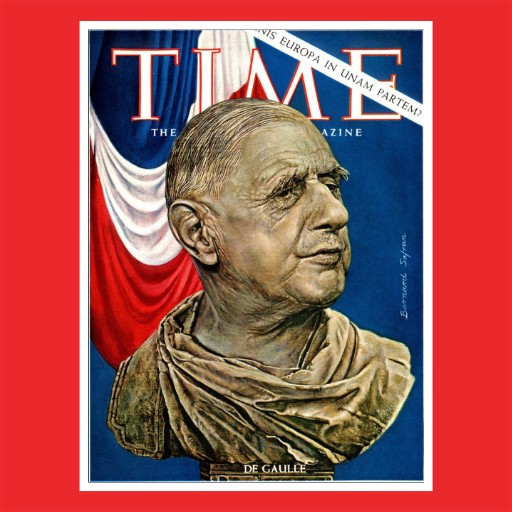 NIS EUROPA IN UNAM PARTEM?
TIME
THE AZINE
Bernard Safran
DE GAULLE